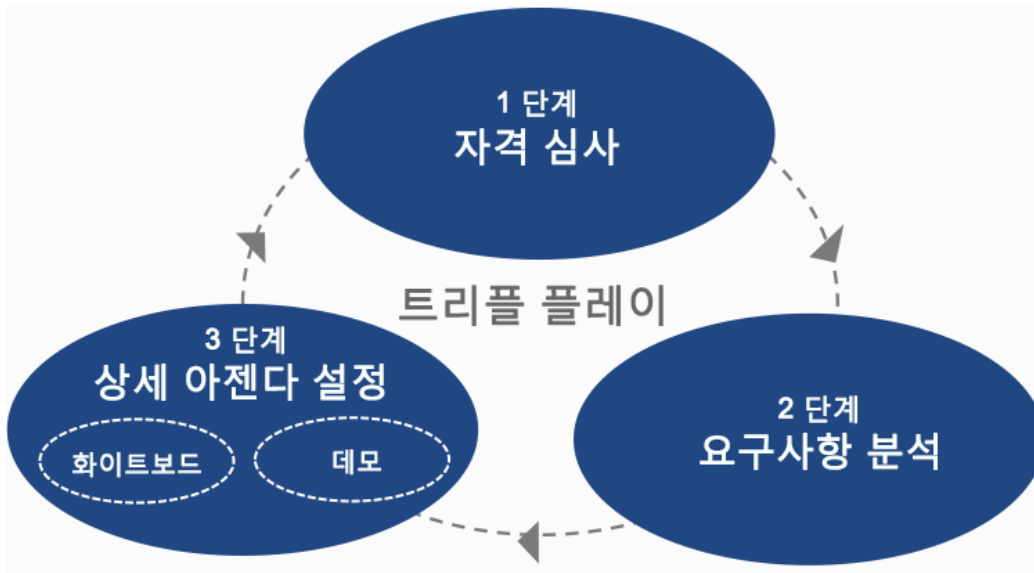 1 단계
자격 심사
트리플 플레이
3 단계
상세 아젠다 설정
화이트보드
데모
2 단계
요구사항 분석